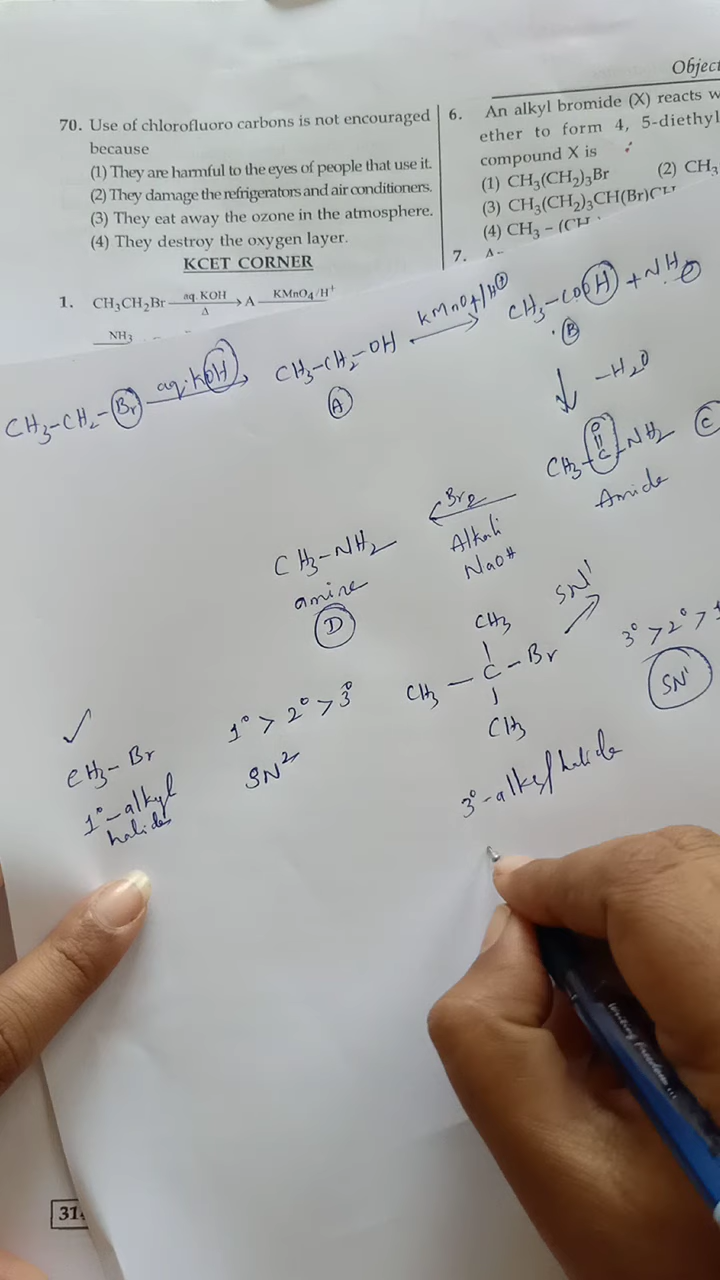 Object
70. Use of chlorofluoro carbons is not encouraged
because
(1) They are harmful to the eyes of people that use it.
(2) They damage the refrigerators and air conditioners.
(3) They eat away the ozone in the atmosphere.
(4) They destroy the oxygen layer.
KCET CORNER
1. CH3CH2Br aq. KOH Δ → A KMnO4/H+
NH3
6. An alkyl bromide (X) reacts w
ether to form 4, 5-diethyl
compound X is
(1) CH3(CH2)3Br (2) CH3
(3) CH3(CH2)3CH(Br)CH
(4) CH3 – (CH
7.
CH3-CH2-Br aq.KOH → CH3-CH2-OH KMnO4/H⊕ → CH3-COOH + NH3
A
B
↓ -H2O
CH3-C-NH2 C
O
Amide
← Br2
Alkali
NaOH
CH3-NH2
amine
D
CH3
CH3 - C - Br → SN1
CH3
3°-alkyl halide
3° > 2° > 1
SN1
✓
CH3-Br
1°-alkyl
halides
1° > 2° > 3°
SN2
Writing Freedom...
314